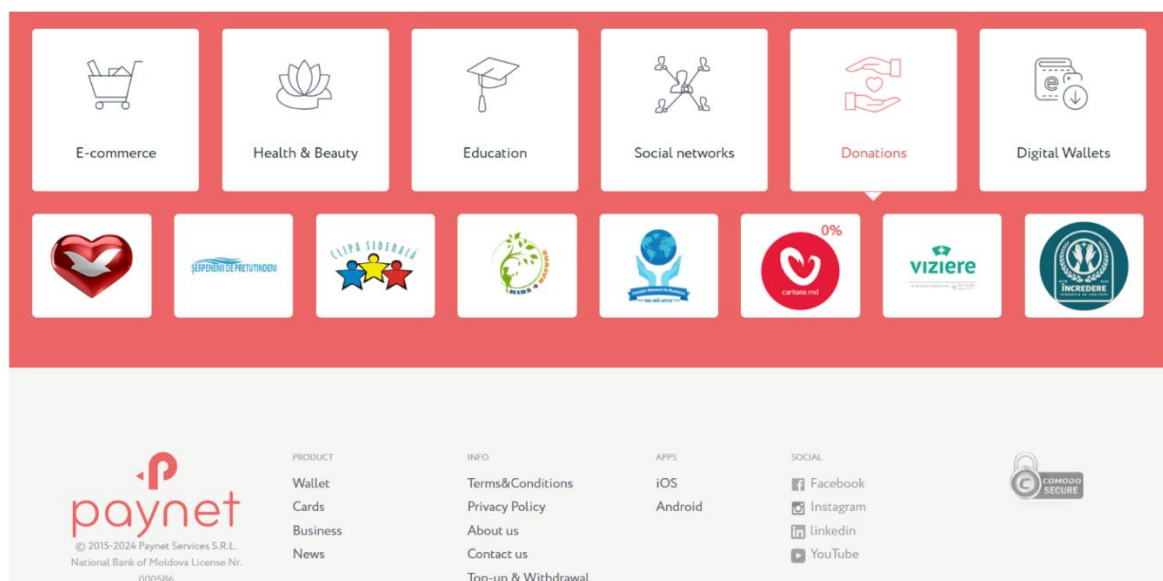 E-commerce
Health & Beauty
Education
Social networks
Donations
Digital Wallets
ȘERPENENII DE PRETUTINDENI
CLIPA SIDERALĂ
KIDS
0%
caritate.md
VIZIERE
ÎNCREDERE
paynet
© 2015-2024 Paynet Services S.R.L.
National Bank of Moldova License Nr.
000586
PRODUCT
Wallet
Cards
Business
News
INFO
Terms&Conditions
Privacy Policy
About us
Contact us
Top-up & Withdrawal
APPS
iOS
Android
SOCIAL
Facebook
Instagram
linkedin
YouTube
COMODO
SECURE